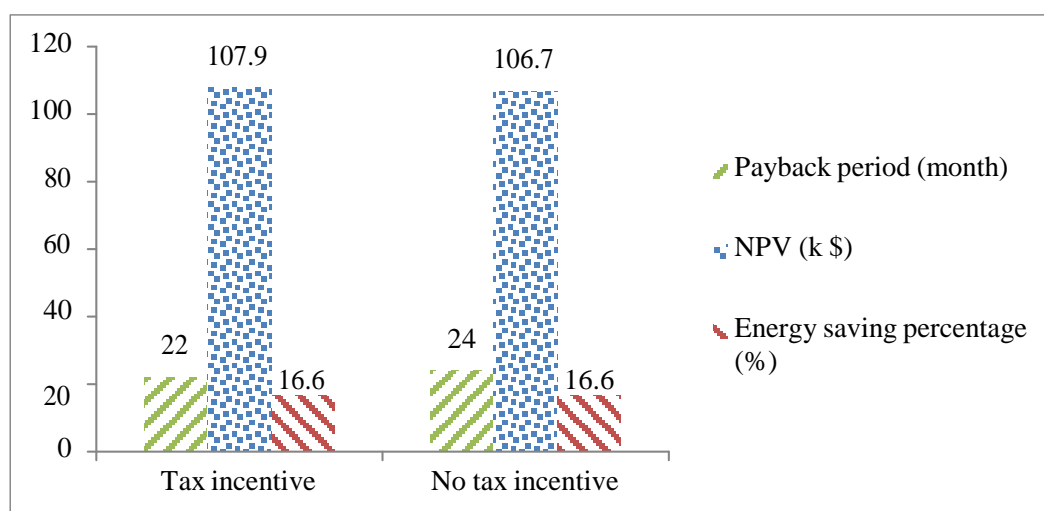 120
100
80
60
40
20
0
107.9
106.7
22
16.6
24
16.6
Tax incentive
No tax incentive
Payback period (month)
NPV (k $)
Energy saving percentage
(%)